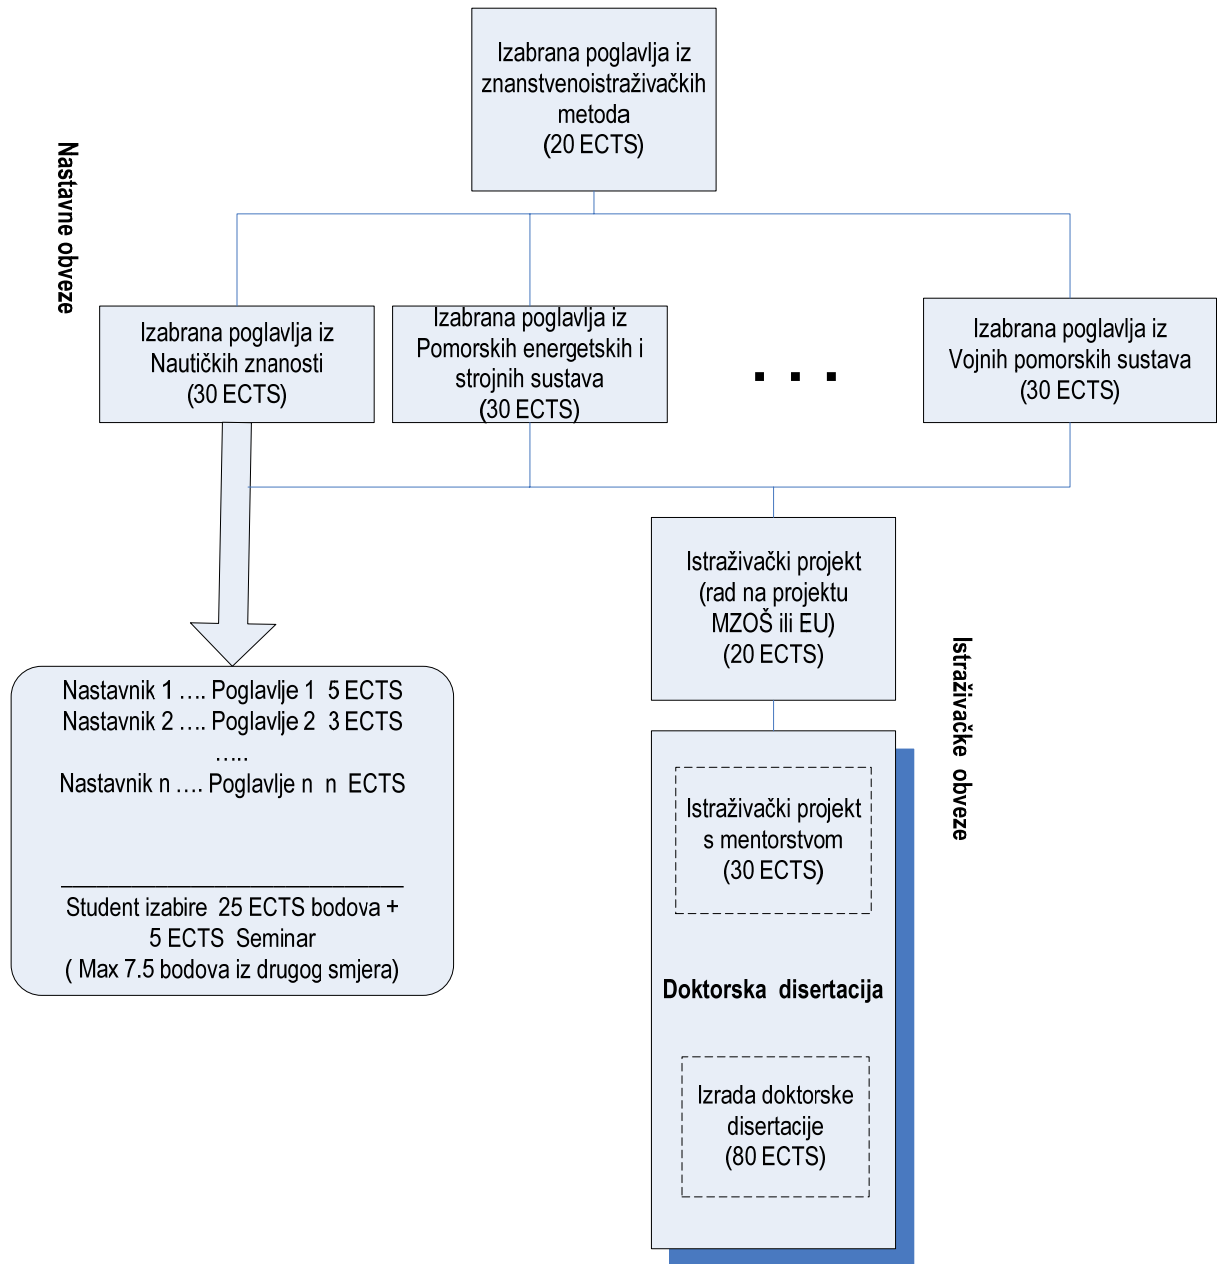 Izabrana poglavlja iz
znanstvenoistraživačkih
metoda
(20 ECTS)
Nastavne obveze
Izabrana poglavlja iz
Nautičkih znanosti
(30 ECTS)
Izabrana poglavlja iz
Pomorskih energetskih i
strojnih sustava
(30 ECTS)
. . .
Izabrana poglavlja iz
Vojnih pomorskih sustava
(30 ECTS)
Istraživački projekt
(rad na projektu
MZOŠ ili EU)
(20 ECTS)
Istraživačke obveze
Nastavnik 1 …. Poglavlje 1 5 ECTS
Nastavnik 2 …. Poglavlje 2 3 ECTS
…..
Nastavnik n …. Poglavlje n n ECTS
Student izabire 25 ECTS bodova +
5 ECTS Seminar
( Max 7.5 bodova iz drugog smjera)
Istraživački projekt
s mentorstvom
(30 ECTS)
Doktorska disertacija
Izrada doktorske
disertacije
(80 ECTS)